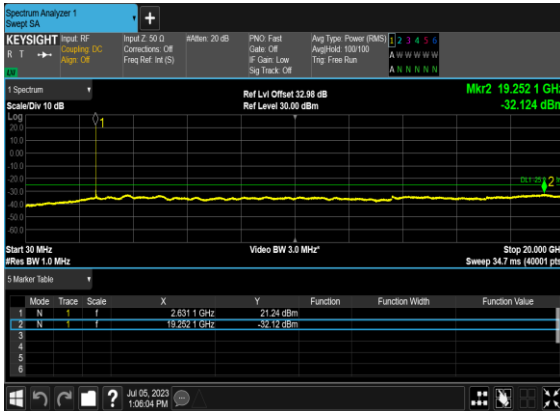 Spectrum Analyzer 1
Swept SA
+
KEYSIGHT Input: RF Input Z: 50 Ω #Atten: 20 dB PNO: Fast Avg Type: Power (RMS) 1 2 3 4 5 6
R T Coupling: DC Corrections: Off Gate: Off Avg|Hold: 100/100 A W W W W W
Align: Off Freq Ref: Int (S) IF Gain: Low Trig: Free Run
Sig Track: Off A N N N N N
1 Spectrum
Ref Lvl Offset 32.98 dB Mkr2 19.252 1 GHz
Scale/Div 10 dB Ref Level 30.00 dBm -32.124 dBm
Log
1
20.0
10.0
0.00
-10.0
-20.0
2
-30.0
-40.0
-50.0
-60.0
Start 30 MHz Video BW 3.0 MHz* Stop 20.000 GH
#Res BW 1.0 MHz Sweep 34.7 ms (40001 pts
5 Marker Table
Mode Trace Scale X Y Function Function Width Function Value
1 N 1 f 2.631 1 GHz 21.24 dBm
2 N 1 f 19.252 1 GHz -32.12 dBm
3
4
5
6
? Jul 05, 2023
1:06:04 PM